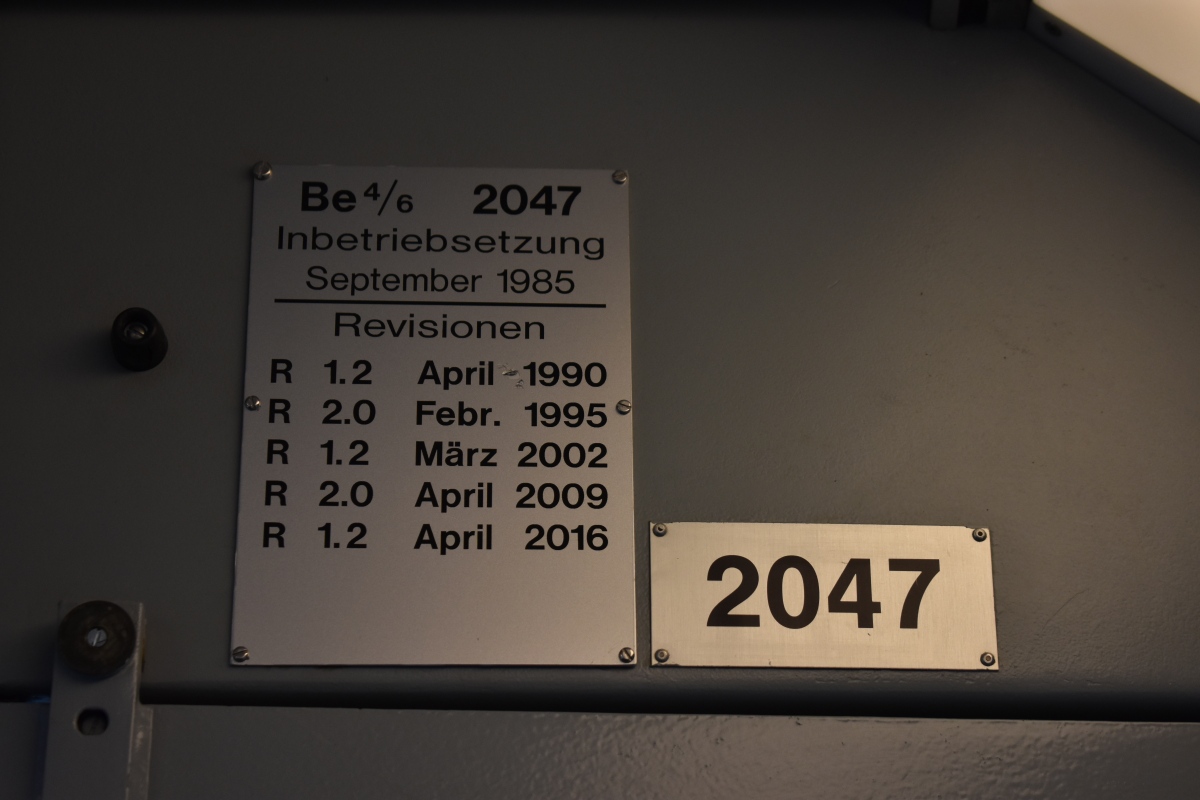 Be 4/6 2047
Inbetriebsetzung
September 1985
Revisionen
R 1.2 April 1990
R 2.0 Febr. 1995
R 1.2 März 2002
R 2.0 April 2009
R 1.2 April 2016
2047